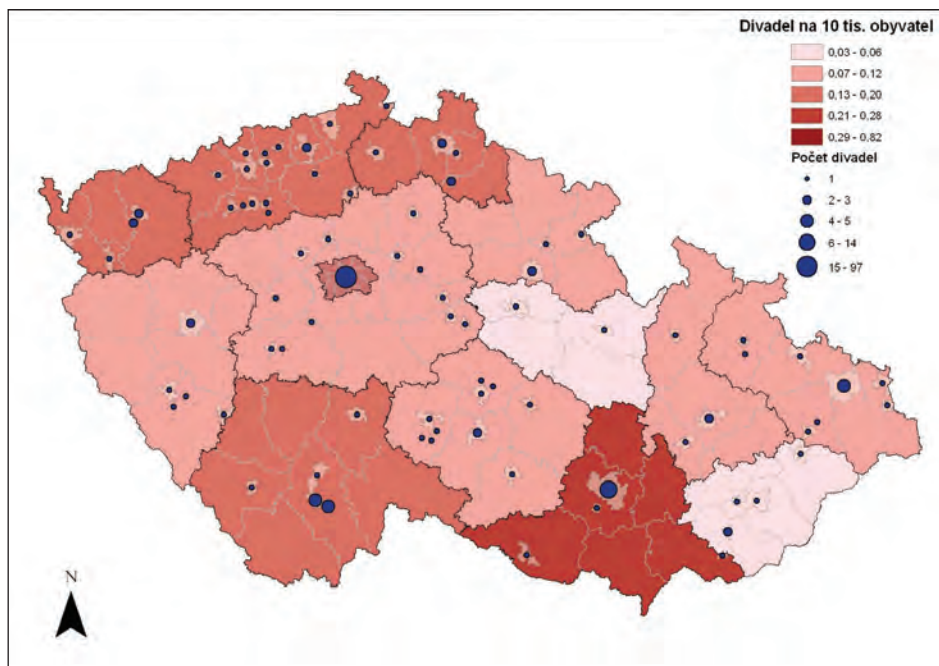 Divadel na 10 tis. obyvatel
0,03 - 0,06
0,07 - 0,12
0,13 - 0,20
0,21 - 0,28
0,29 - 0,82
Počet divadel
1
2 - 3
4 - 5
6 - 14
15 - 97
N